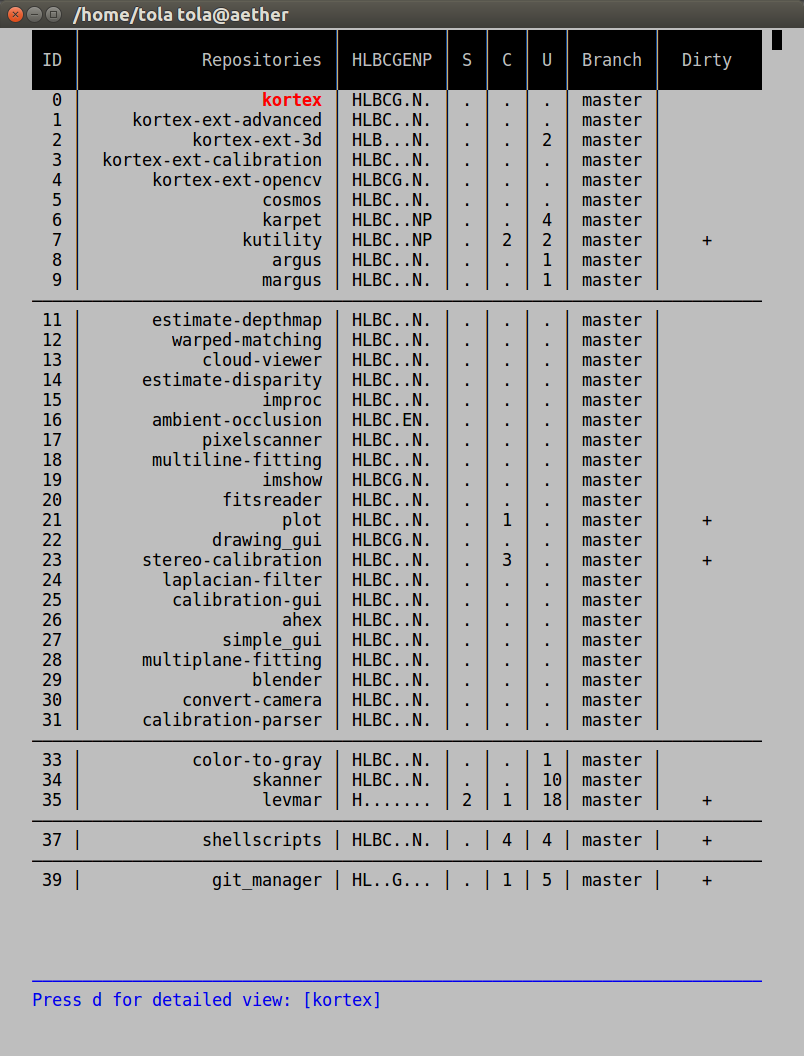 /home/tola tola@aether
ID | Repositories | HLBCGENP | S | C | U | Branch | Dirty
0 | kortex | HLBCG.N. | . | . | . | master |
1 | kortex-ext-advanced | HLBC..N. | . | . | . | master |
2 | kortex-ext-3d | HLB...N. | . | . | 2 | master |
3 | kortex-ext-calibration | HLBC..N. | . | . | . | master |
4 | kortex-ext-opencv | HLBCG.N. | . | . | . | master |
5 | cosmos | HLBC..N. | . | . | . | master |
6 | karpet | HLBC..NP | . | . | 4 | master |
7 | kutility | HLBC..NP | . | 2 | 2 | master | +
8 | argus | HLBC..N. | . | . | 1 | master |
9 | margus | HLBC..N. | . | . | 1 | master |
11 | estimate-depthmap | HLBC..N. | . | . | . | master |
12 | warped-matching | HLBC..N. | . | . | . | master |
13 | cloud-viewer | HLBC..N. | . | . | . | master |
14 | estimate-disparity | HLBC..N. | . | . | . | master |
15 | improc | HLBC..N. | . | . | . | master |
16 | ambient-occlusion | HLBC.EN. | . | . | . | master |
17 | pixelscanner | HLBC..N. | . | . | . | master |
18 | multiline-fitting | HLBC..N. | . | . | . | master |
19 | imshow | HLBCG.N. | . | . | . | master |
20 | fitsreader | HLBC..N. | . | . | . | master |
21 | plot | HLBC..N. | . | 1 | . | master | +
22 | drawing_gui | HLBCG.N. | . | . | . | master |
23 | stereo-calibration | HLBC..N. | . | 3 | . | master | +
24 | laplacian-filter | HLBC..N. | . | . | . | master |
25 | calibration-gui | HLBC..N. | . | . | . | master |
26 | ahex | HLBC..N. | . | . | . | master |
27 | simple_gui | HLBC..N. | . | . | . | master |
28 | multiplane-fitting | HLBC..N. | . | . | . | master |
29 | blender | HLBC..N. | . | . | . | master |
30 | convert-camera | HLBC..N. | . | . | . | master |
31 | calibration-parser | HLBC..N. | . | . | . | master |
33 | color-to-gray | HLBC..N. | . | . | 1 | master |
34 | skanner | HLBC..N. | . | . | 10| master |
35 | levmar | H....... | 2 | 1 | 18| master | +
37 | shellscripts | HLBC..N. | . | 4 | 4 | master | +
39 | git_manager | HL..G... | . | 1 | 5 | master | +
Press d for detailed view: [kortex]